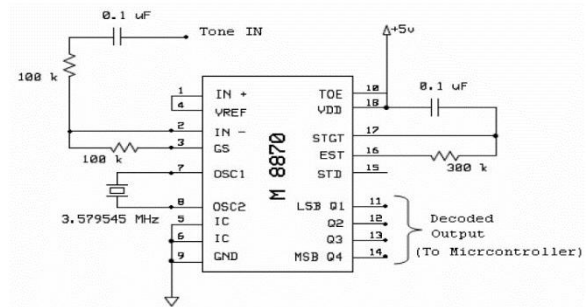 0.1 uF
Tone IN
+5v
100 k
1 IN +
4 VREF
2 IN -
3 GS
100 k
7 OSC1
8 OSC2
3.579545 MHz
5 IC
6 IC
9 GND
M 8870
TOE 10
VDD 18
0.1 uF
STGT 17
EST 16
300 k
STD 15
LSB Q1 11
Q2 12
Q3 13
MSB Q4 14
Decoded
Output
(To Micrcontroller)